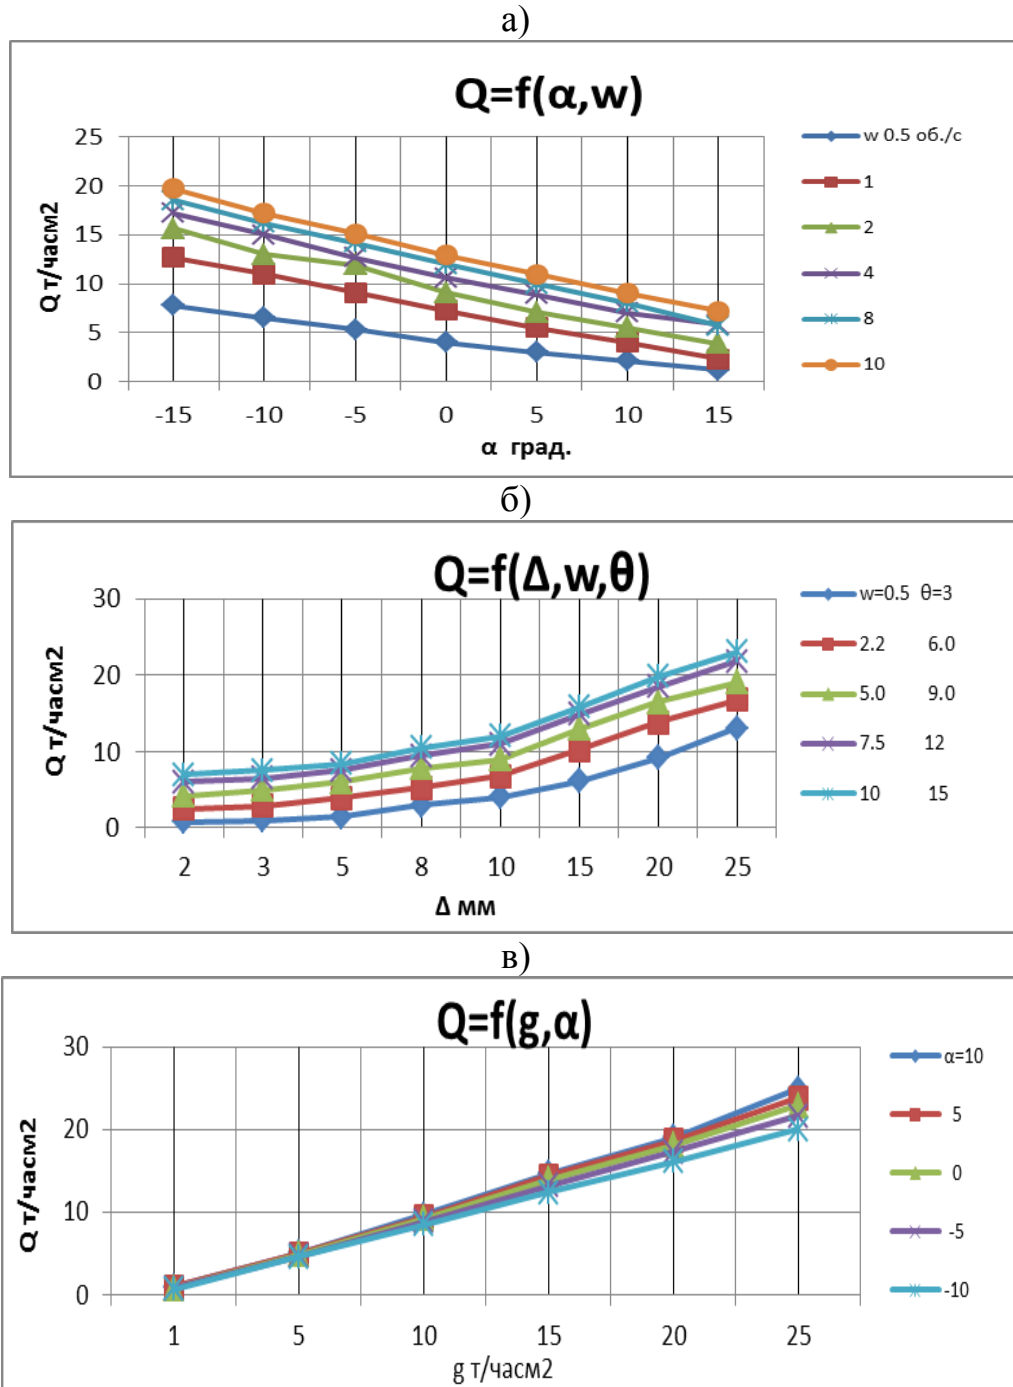 а)
Q=f(α,w)
25
20
15
10
5
0
Q т/часм2
-15 -10 -5 0 5 10 15
α град.
w 0.5 об./с
1
2
4
8
10
б)
Q=f(Δ,w,θ)
30
20
10
0
Q т/часм2
2 3 5 8 10 15 20 25
Δ мм
w=0.5 θ=3
2.2 6.0
5.0 9.0
7.5 12
10 15
в)
Q=f(g,α)
30
20
10
0
Q т/часм2
1 5 10 15 20 25
g т/часм2
α=10
5
0
-5
-10